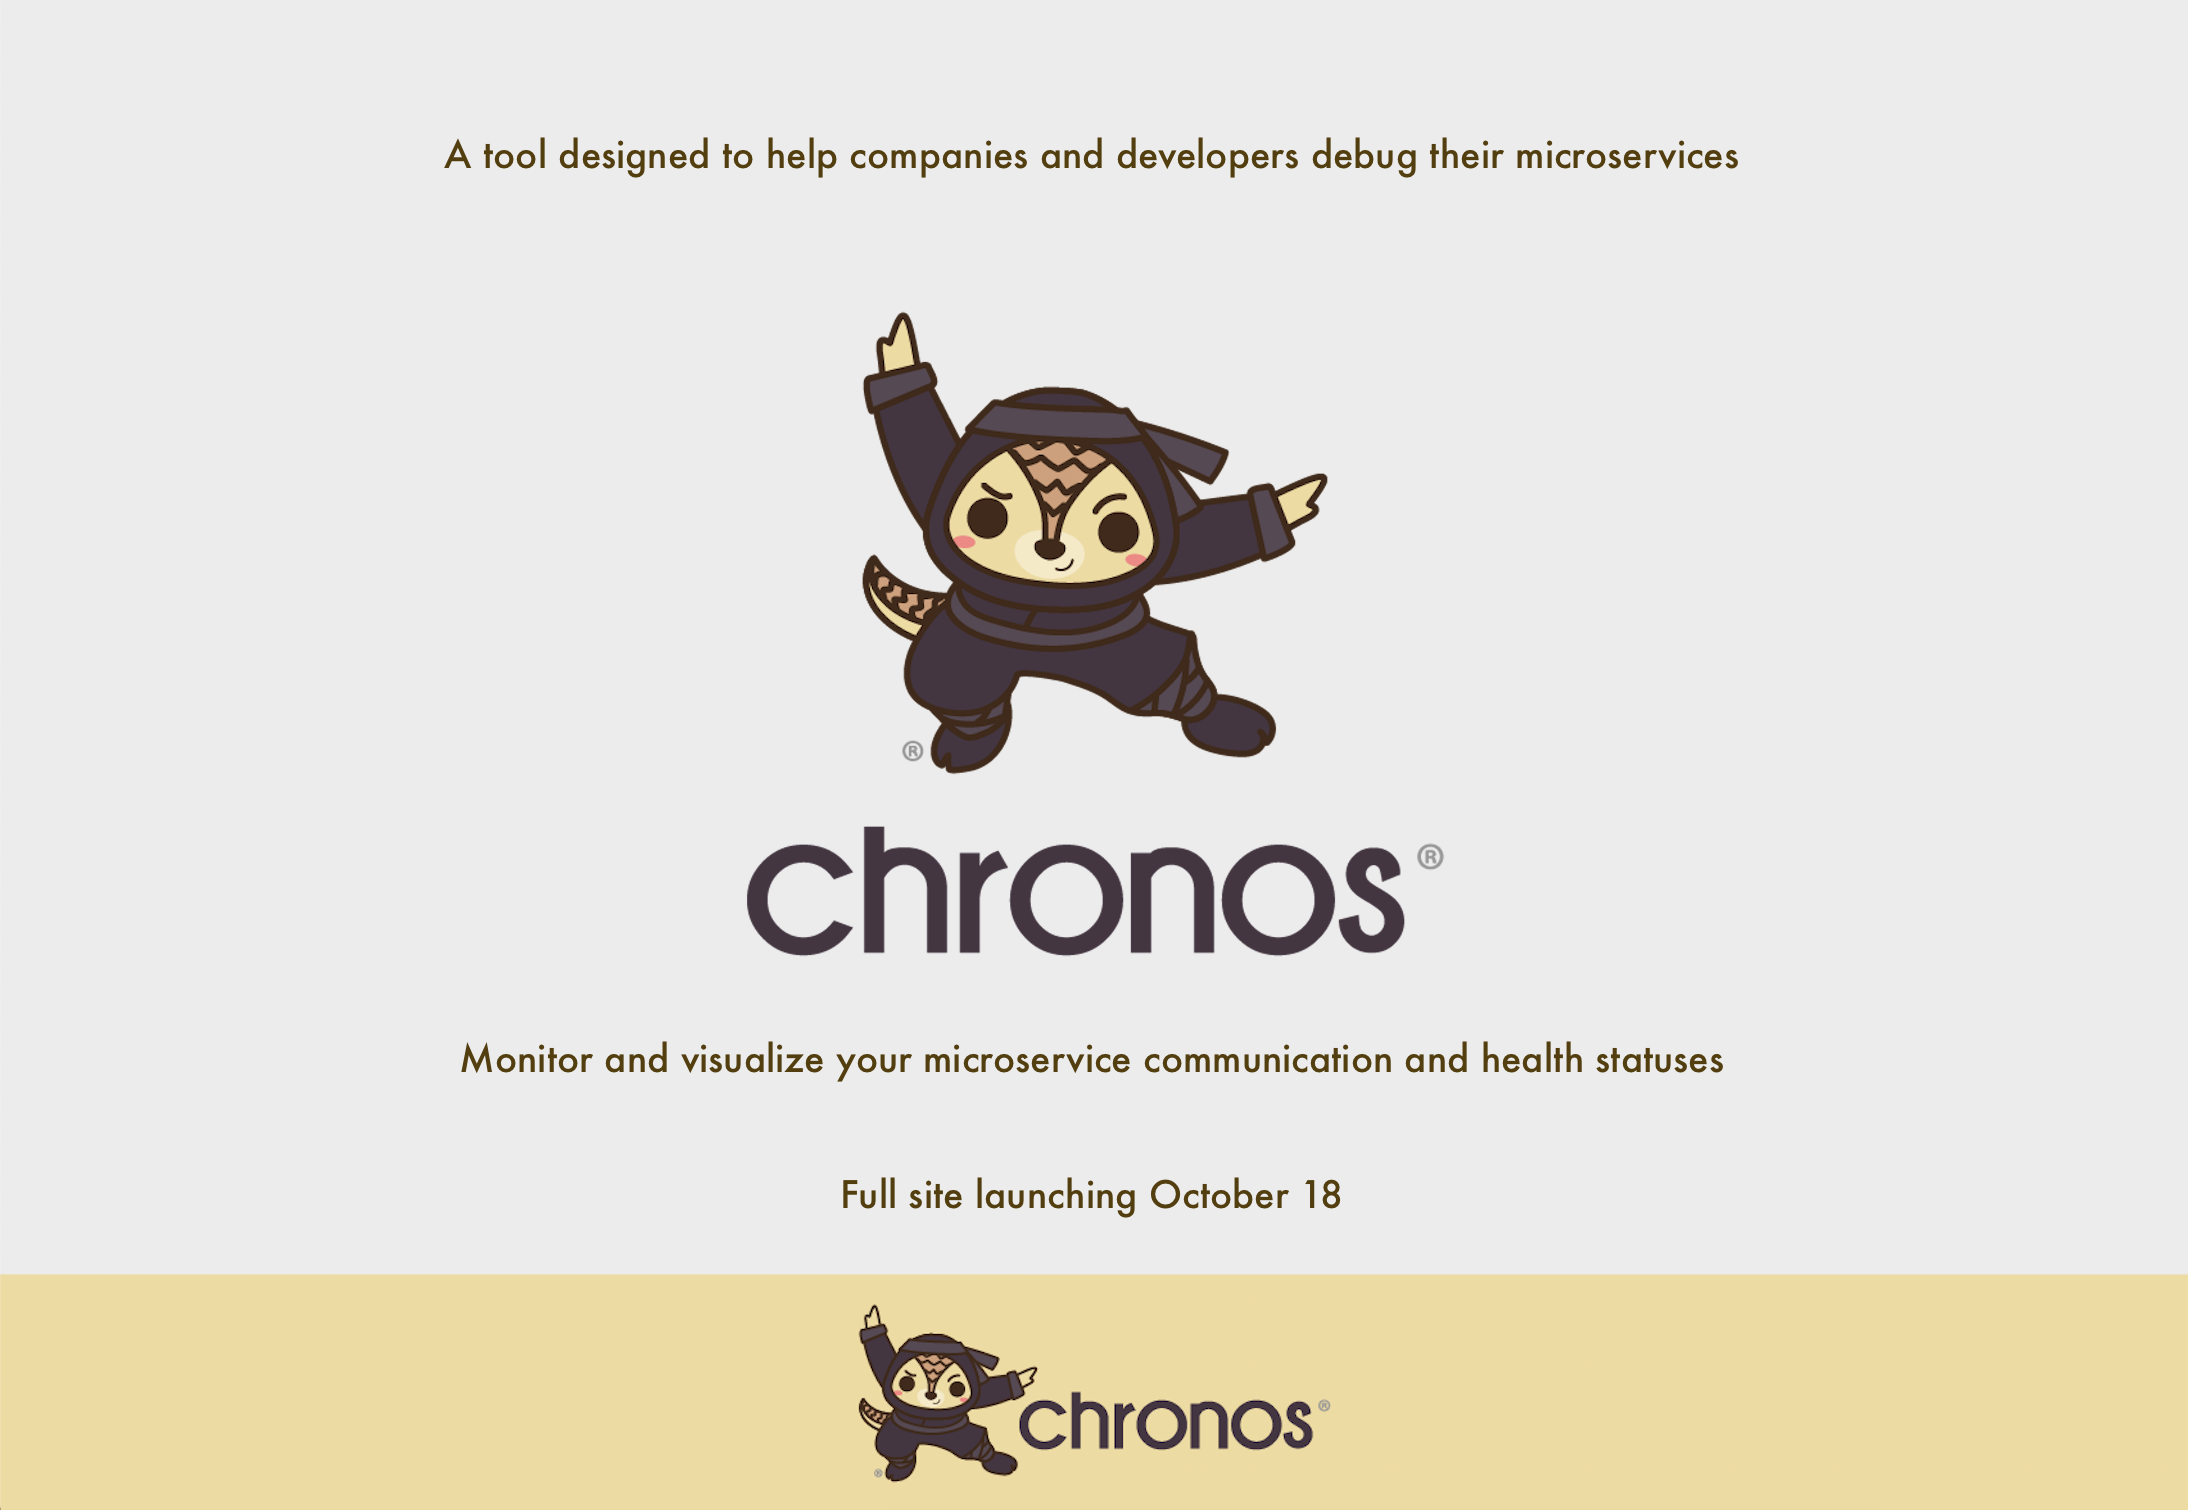 A tool designed to help companies and developers debug their microservices
®
chronos®
Monitor and visualize your microservice communication and health statuses
Full site launching October 18
chronos®
®